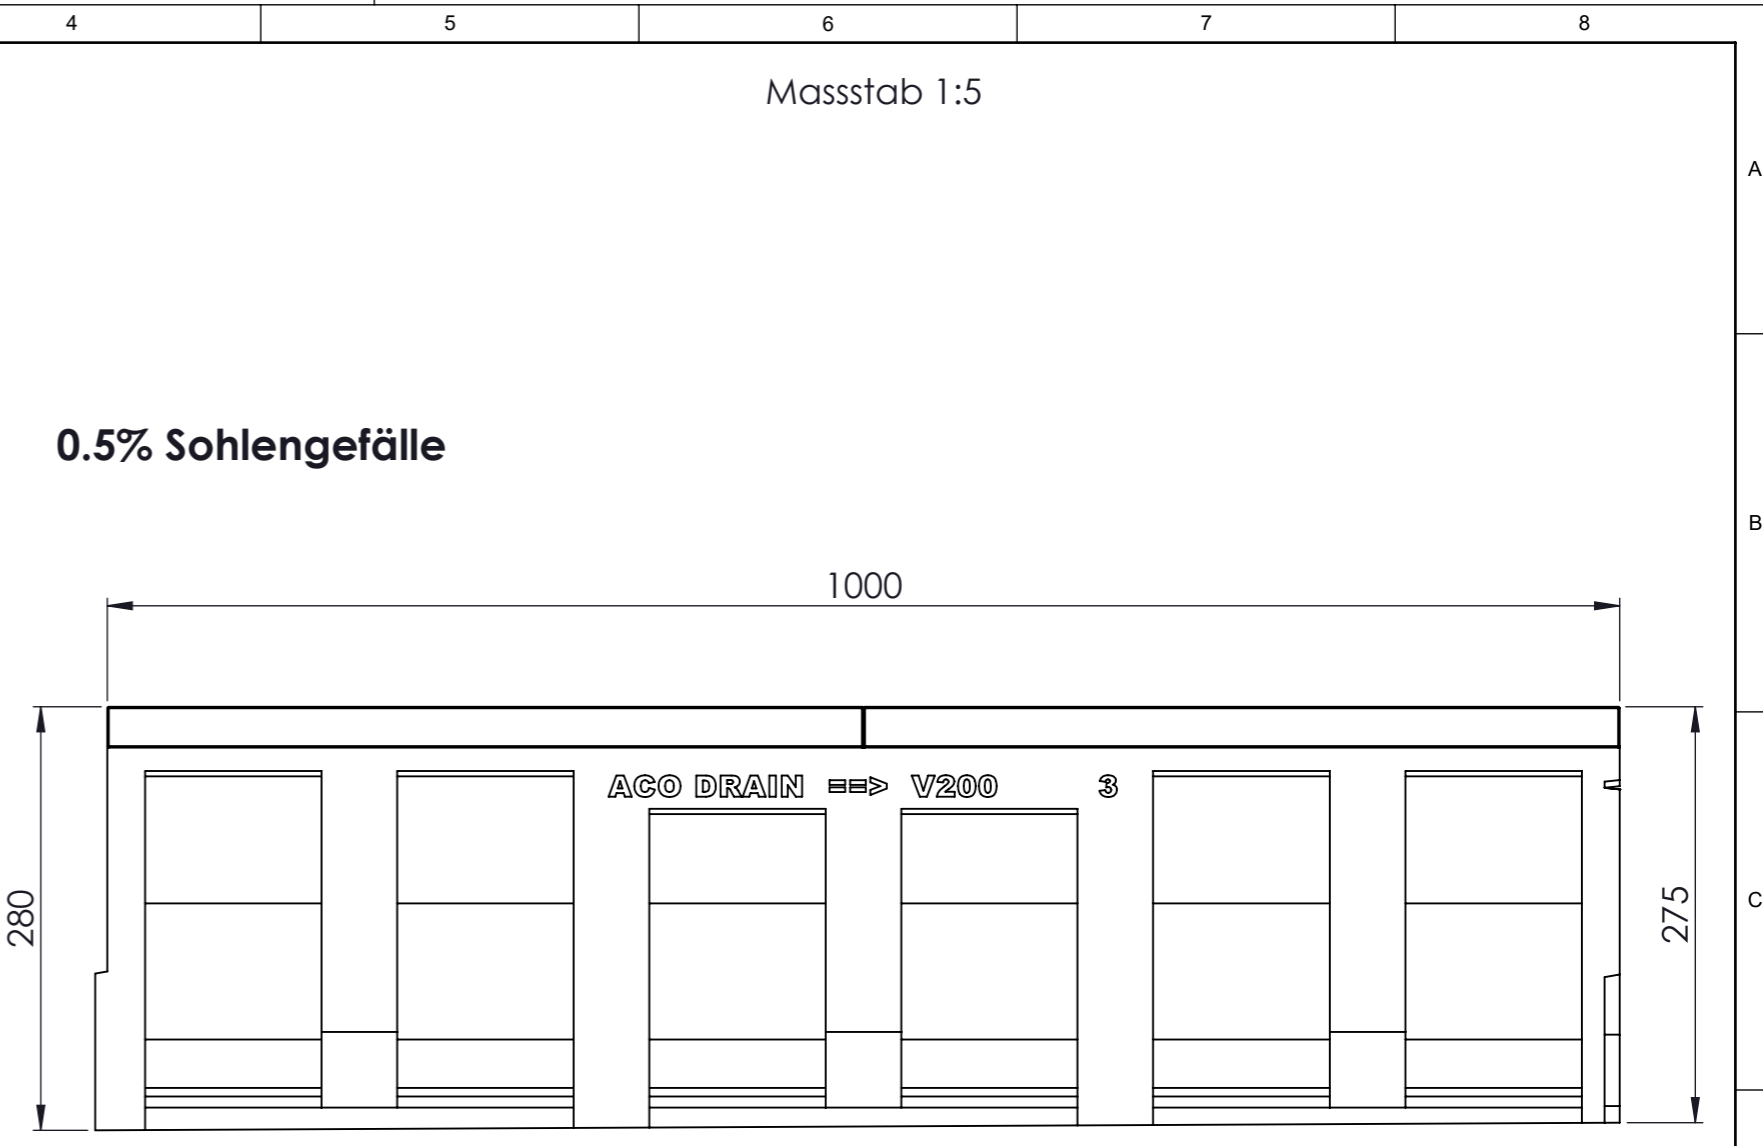 4 5 6 7 8
Massstab 1:5
A
0.5% Sohlengefälle
B
1000
ACO DRAIN ==> V200 3
280
275
C